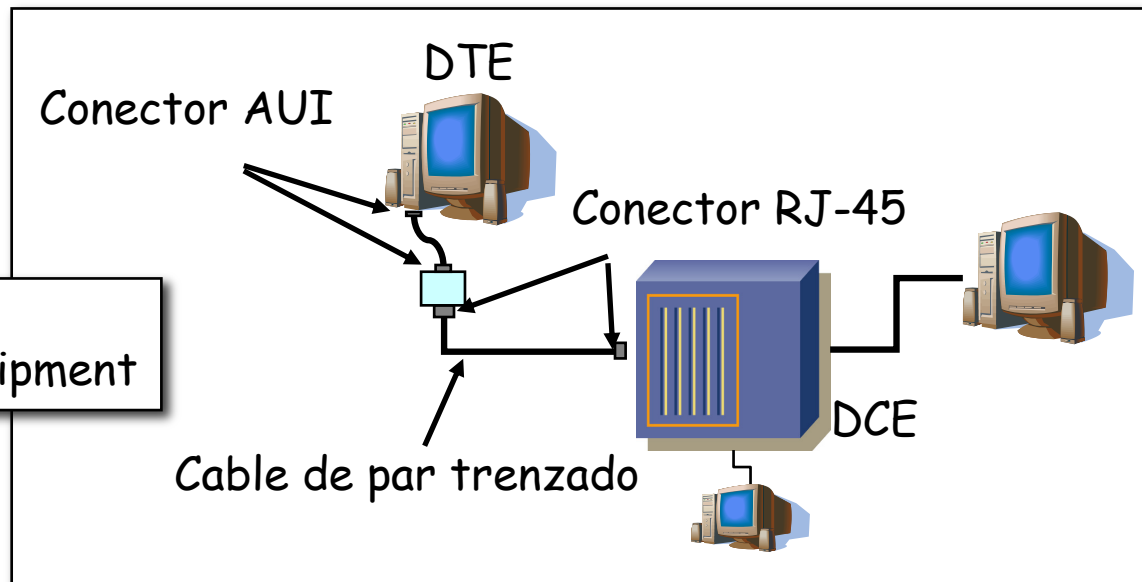 DTE
Conector AUI
Conector RJ-45
ipment
DCE
Cable de par trenzado